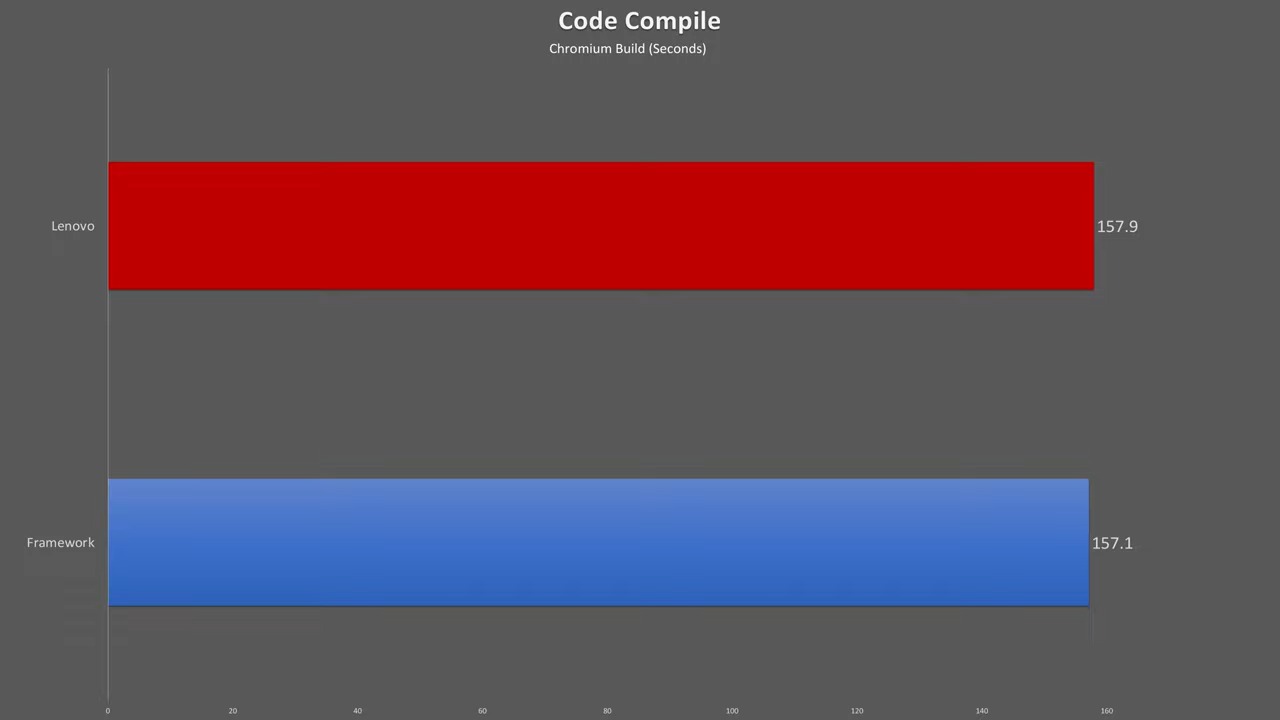 Code Compile
Chromium Build (Seconds)
Lenovo
157.9
Framework
157.1
0 20 40 60 80 100 120 140 160